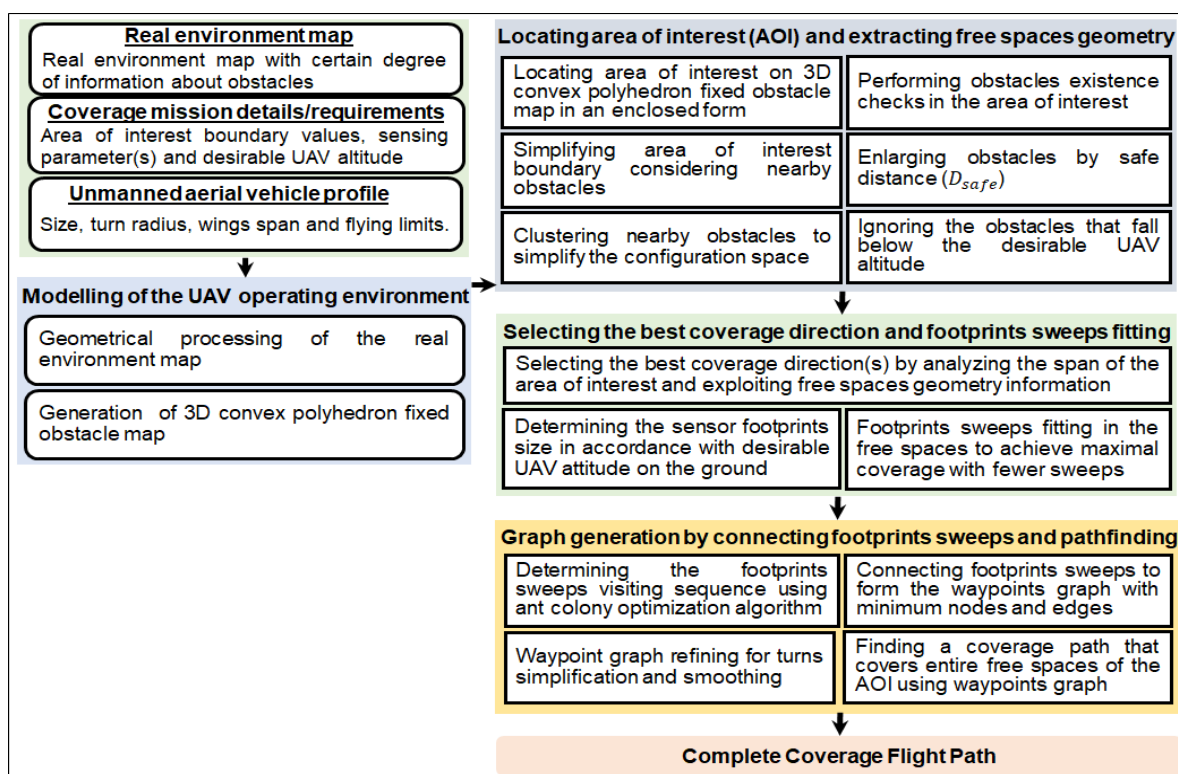 Real environment map
Real environment map with certain degree
of information about obstacles
Coverage mission details/requirements
Area of interest boundary values, sensing
parameter(s) and desirable UAV altitude
Unmanned aerial vehicle profile
Size, turn radius, wings span and flying limits.
Modelling of the UAV operating environment
Geometrical processing of the real
environment map
Generation of 3D convex polyhedron fixed
obstacle map
Locating area of interest (AOI) and extracting free spaces geometry
Locating area of interest on 3D
convex polyhedron fixed obstacle
map in an enclosed form
Performing obstacles existence
checks in the area of interest
Simplifying area of interest
boundary considering nearby
obstacles
Enlarging obstacles by safe
distance (D_safe)
Clustering nearby obstacles to
simplify the configuration space
Ignoring the obstacles that fall
below the desirable UAV
altitude
Selecting the best coverage direction and footprints sweeps fitting
Selecting the best coverage direction(s) by analyzing the span of the
area of interest and exploiting free spaces geometry information
Determining the sensor footprints
size in accordance with desirable
UAV attitude on the ground
Footprints sweeps fitting in the
free spaces to achieve maximal
coverage with fewer sweeps
Graph generation by connecting footprints sweeps and pathfinding
Determining the footprints
sweeps visiting sequence using
ant colony optimization algorithm
Connecting footprints sweeps to
form the waypoints graph with
minimum nodes and edges
Waypoint graph refining for turns
simplification and smoothing
Finding a coverage path that
covers entire free spaces of the
AOI using waypoints graph
Complete Coverage Flight Path